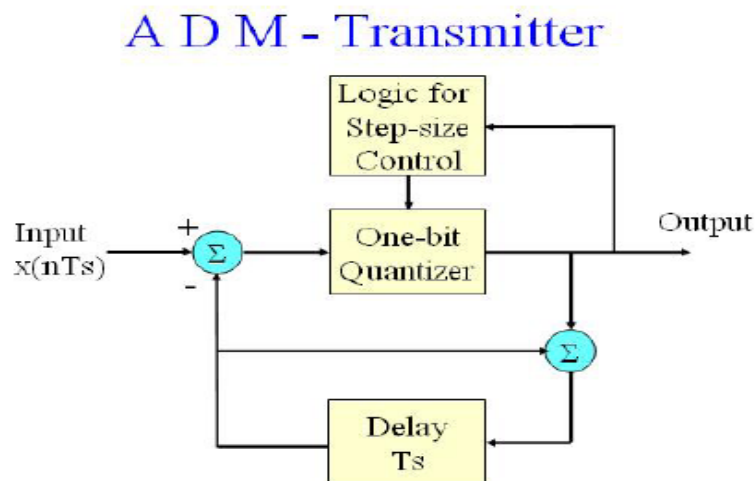 A D M - Transmitter
Logic for
Step-size
Control
Input
x(nTs)
+
-
Σ
One-bit
Quantizer
Output
Σ
Delay
Ts